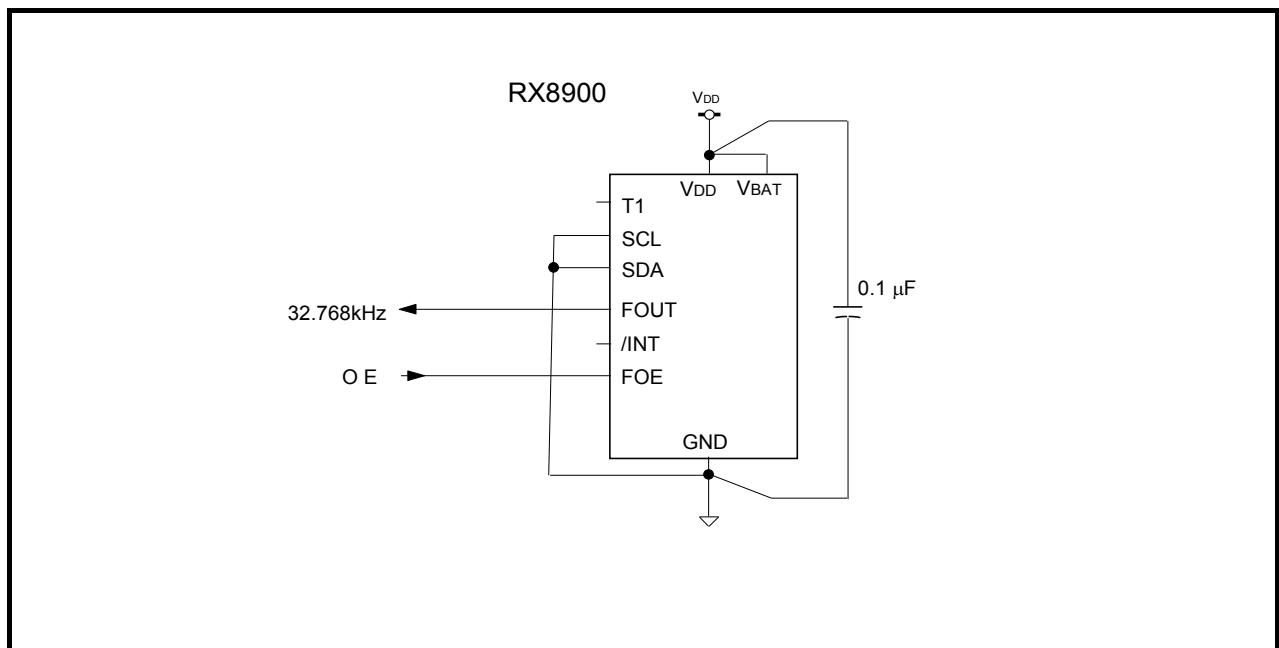 RX8900
VDD
VDD VBAT
T1
SCL
SDA
0.1 μF
32.768kHz
FOUT
/INT
O E
FOE
GND